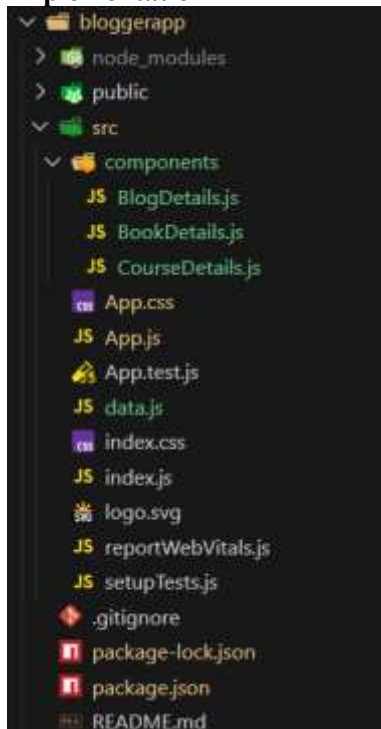 bloggerapp
node_modules
public
src
components
JS BlogDetails.js
JS BookDetails.js
JS CourseDetails.js
css App.css
JS App.js
App.test.js
JS data.js
css index.css
JS index.js
logo.svg
JS reportWebVitals.js
JS setupTests.js
.gitignore
package-lock.json
package.json
README.md